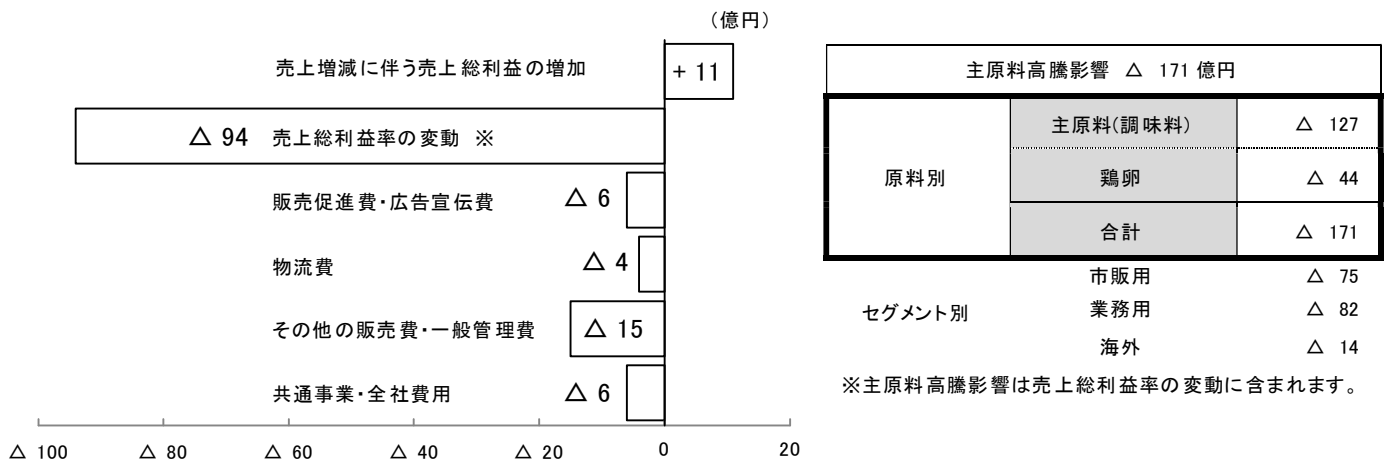 (億円)
売上増減に伴う売上総利益の増加
+ 11
△ 94 売上総利益率の変動 ※
販売促進費・広告宣伝費 △ 6
物流費 △ 4
その他の販売費・一般管理費 △ 15
共通事業・全社費用 △ 6
△ 100 △ 80 △ 60 △ 40 △ 20 0 20
主原料高騰影響 △ 171 億円
原料別
主原料(調味料) △ 127
鶏卵 △ 44
合計 △ 171
セグメント別
市販用 △ 75
業務用 △ 82
海外 △ 14
※主原料高騰影響は売上総利益率の変動に含まれます。